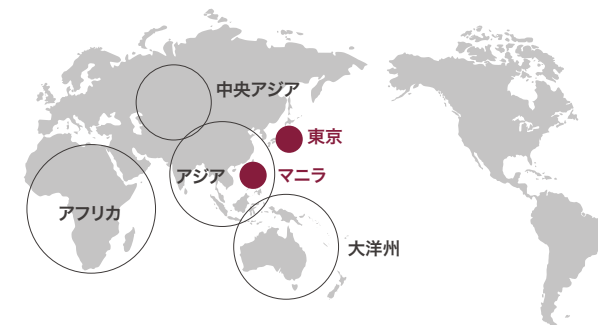 中央アジア
東京
アジア
マニラ
アフリカ
大洋州